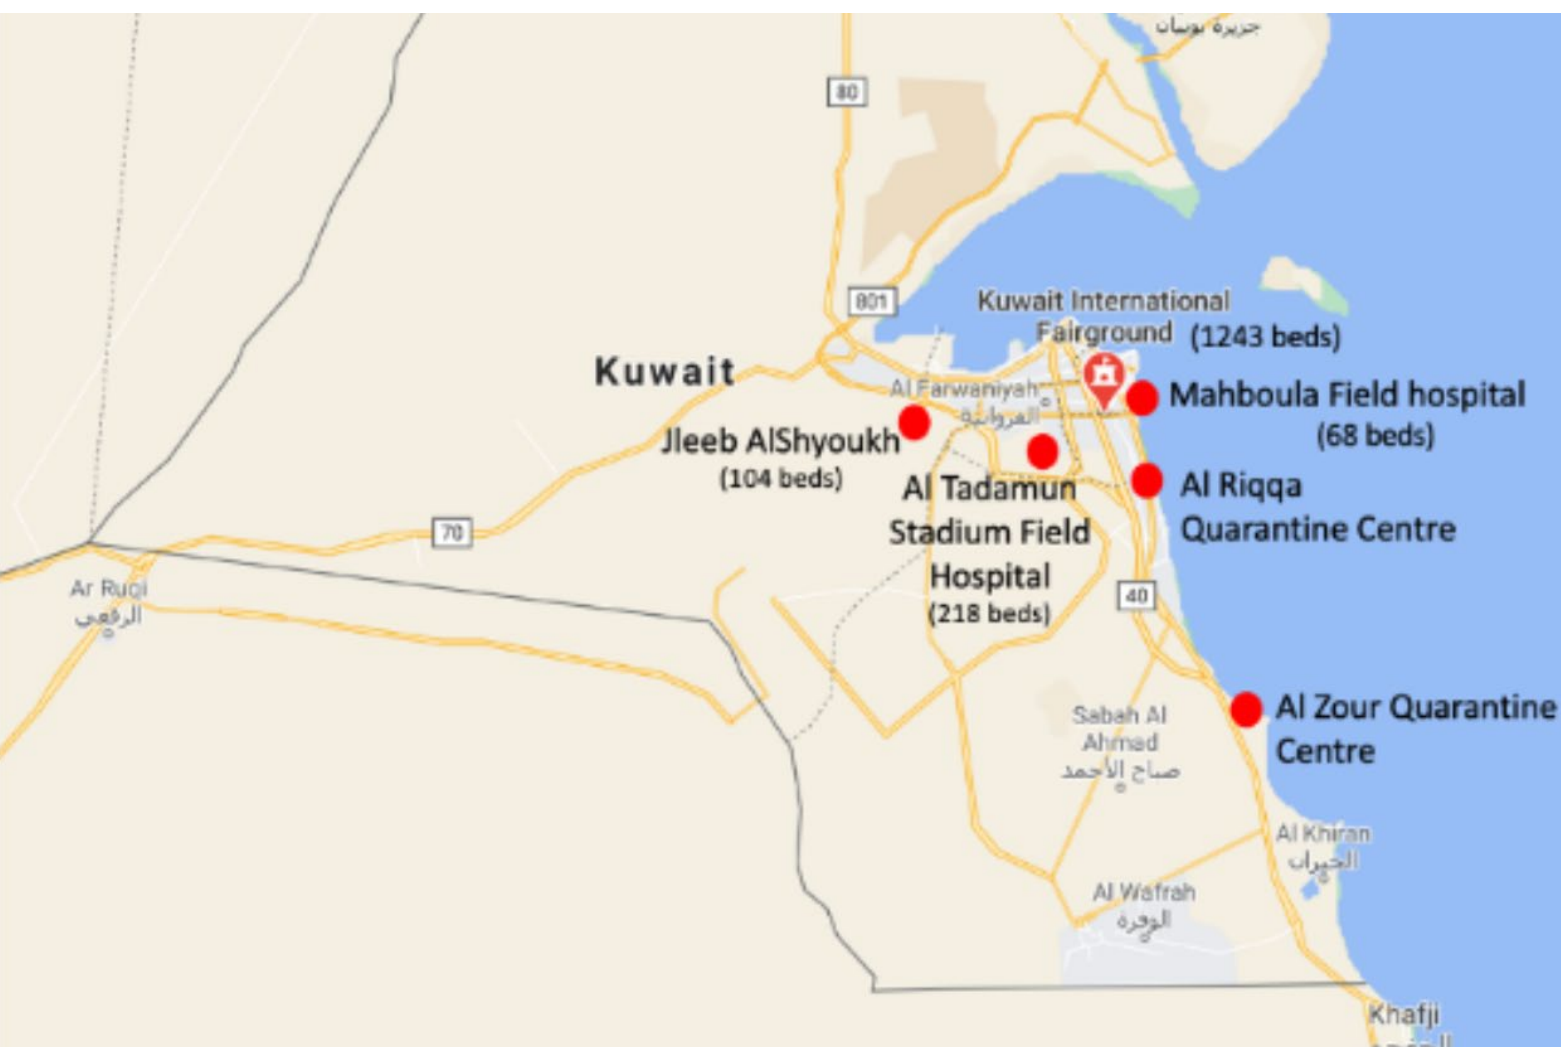 جزيرة بوبيان
80
801
Kuwait International
Fairground (1243 beds)
Kuwait
Al Farwaniyah
الفروانية
Mahboula Field hospital
(68 beds)
Jleeb AlShyoukh
(104 beds)
Al Tadamun
Stadium Field
Hospital
(218 beds)
Al Riqqa
Quarantine Centre
70
40
Ar Ruqi
الرقعي
Al Zour Quarantine
Centre
Sabah Al
Ahmad
صباح الأحمد
Al Khiran
الخيران
Al Wafrah
الوفرة
Khafji